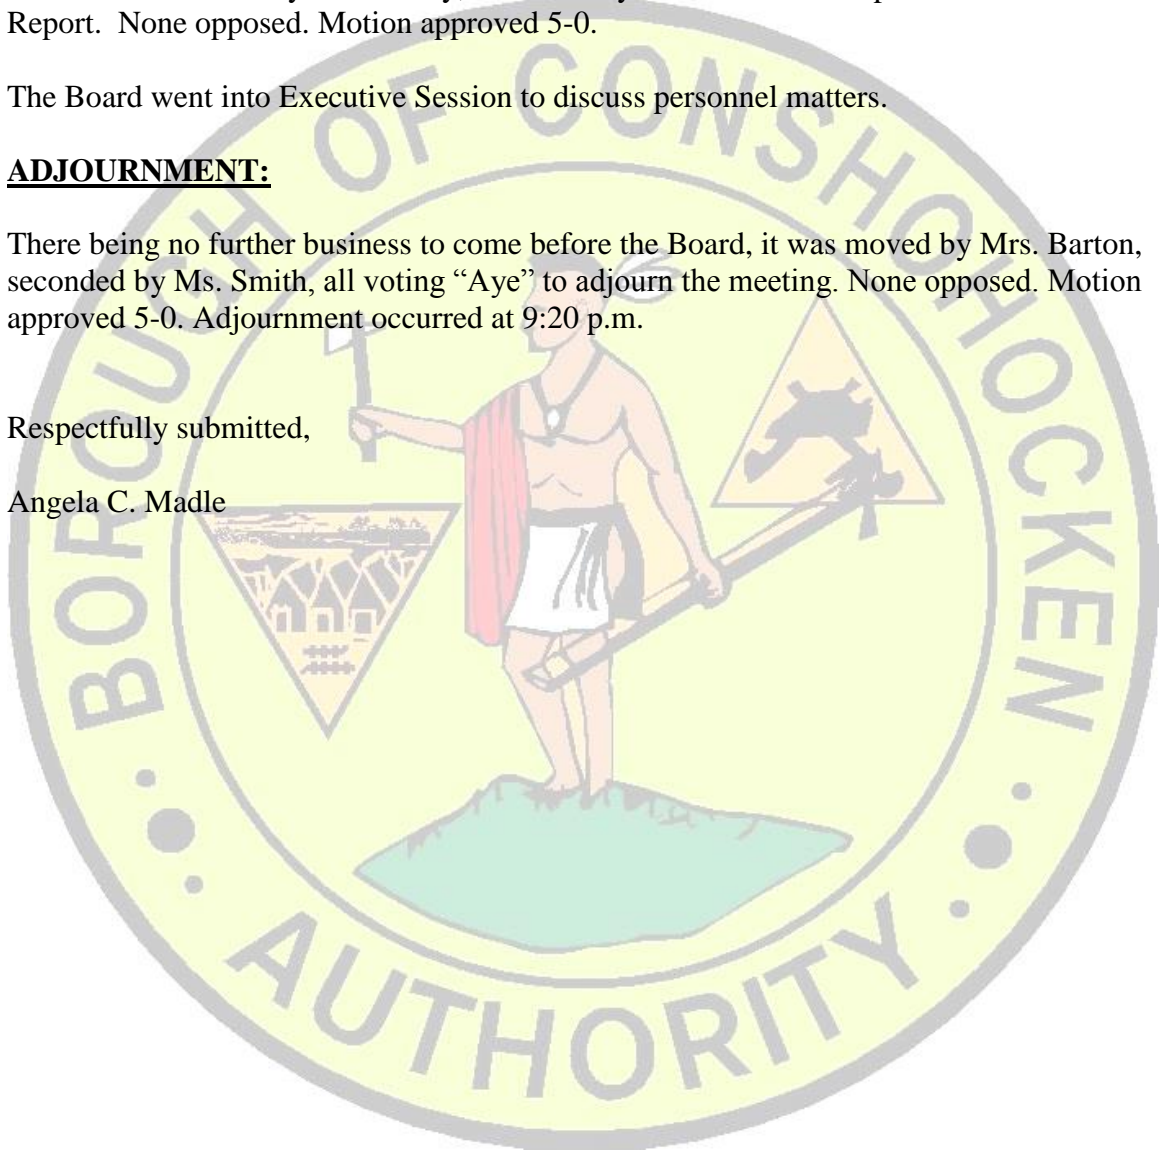 Report.  None opposed. Motion approved 5-0.
The Board went into Executive Session to discuss personnel matters.
ADJOURNMENT:
There being no further business to come before the Board, it was moved by Mrs. Barton,
seconded by Ms. Smith, all voting “Aye” to adjourn the meeting. None opposed. Motion
approved 5-0. Adjournment occurred at 9:20 p.m.
Respectfully submitted,
Angela C. Madle
BOROUGH OF CONSHOHOCKEN
AUTHORITY